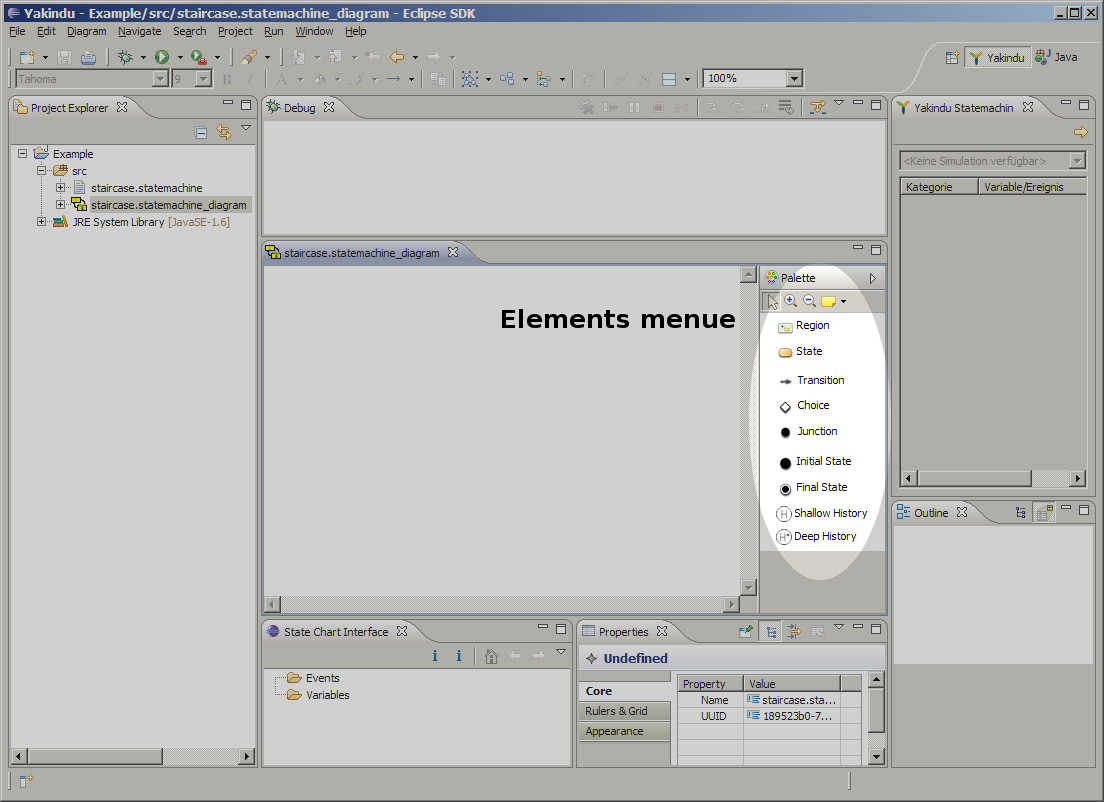 Yakindu - Example/src/staircase.statemachine_diagram - Eclipse SDK
File Edit Diagram Navigate Search Project Run Window Help
Tahoma 9 B I A 100%
Yakindu Java
Project Explorer
Example
src
staircase.statemachine
staircase.statemachine_diagram
JRE System Library [JavaSE-1.6]
Debug
staircase.statemachine_diagram
Elements menue
Palette
Region
State
Transition
Choice
Junction
Initial State
Final State
H Shallow History
H* Deep History
Yakindu Statemachin
<Keine Simulation verfügbar>
Kategorie Variable/Ereignis
Outline
State Chart Interface
i i
Events
Variables
Properties
Undefined
Core
Rulers & Grid
Appearance
Property Value
Name staircase.sta...
UUID 189523b0-7...